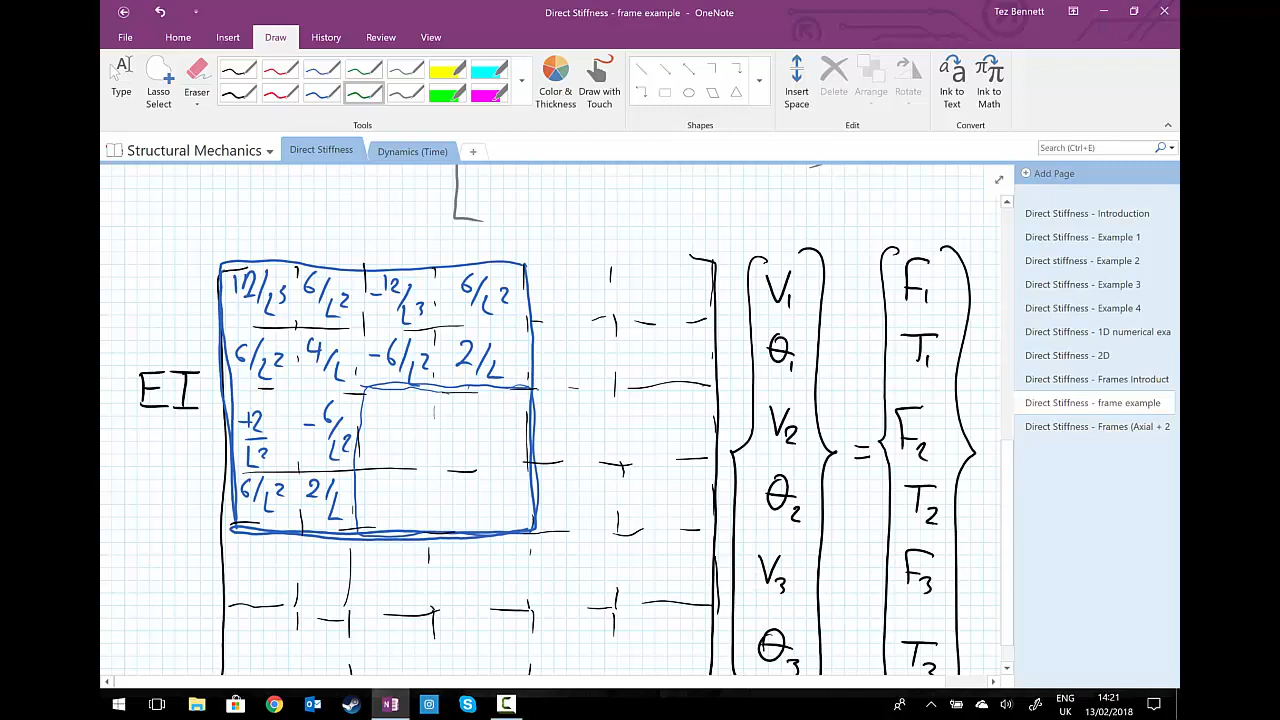 Direct Stiffness - frame example - OneNote
Tez Bennett
File Home Insert Draw History Review View
Type
Lasso Select
Eraser
Color & Thickness
Draw with Touch
Insert Space
Delete
Arrange
Rotate
Ink to Text
Ink to Math
Tools
Shapes
Edit
Convert
Structural Mechanics
Direct Stiffness
Dynamics (Time)
Search (Ctrl+E)
Add Page
Direct Stiffness - Introduction
Direct Stiffness - Example 1
Direct stiffness - Example 2
Direct Stiffness - Example 3
Direct Stiffness - Example 4
Direct Stiffness - 1D numerical exa
Direct Stiffness - 2D
Direct Stiffness - Frames Introduct
Direct Stiffness - frame example
Direct Stiffness - Frames (Axial + 2
12/L3 6/L2 -12/L3 6/L2 V1 F1
6/L2 4/L -6/L2 2/L θ1 T1
EI
-6/L2 V2 = F2
6/L2 2/L θ2 T2
V3 F3
θ3 T3
ENG
UK
14:21
13/02/2018